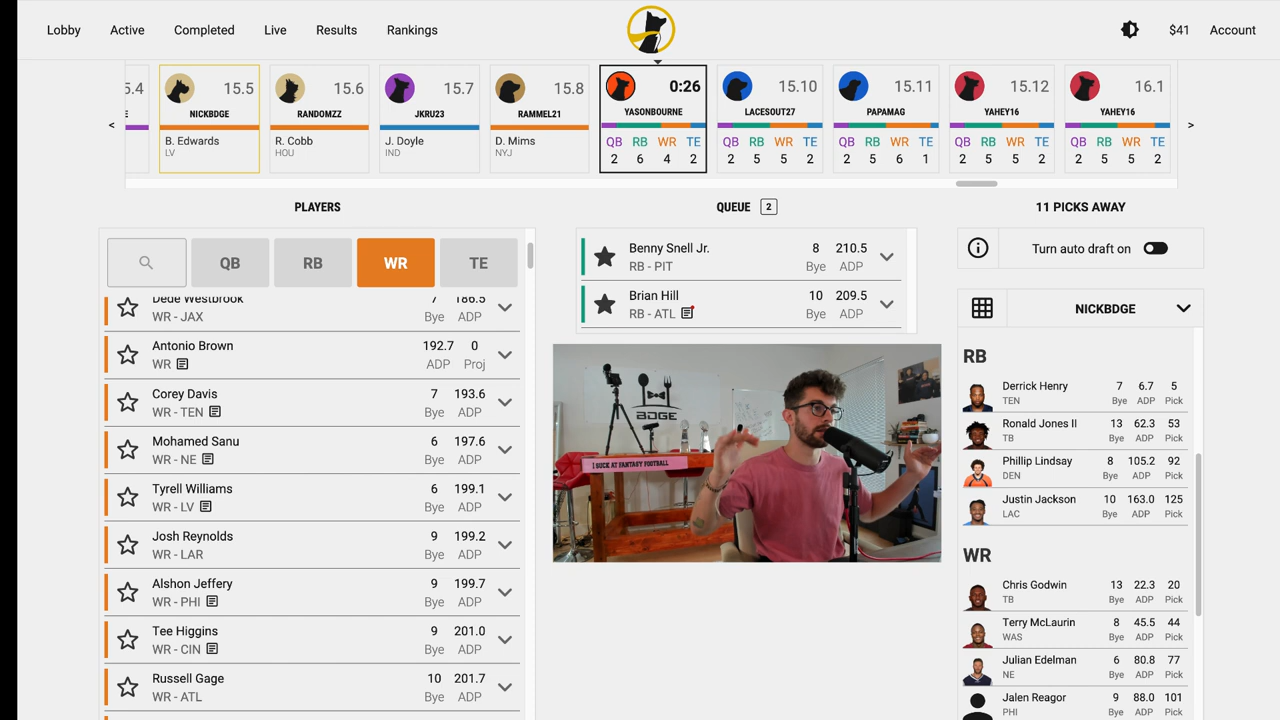 Lobby Active Completed Live Results Rankings $41 Account
5.4 15.5 15.6 15.7 15.8 0:26 15.10 15.11 15.12 16.1
E NICKBDGE RANDOMZZ JKRU23 RAMMEL21 YASONBOURNE LACESOUT27 PAPAMAG YAHEY16 YAHEY16
< B. Edwards R. Cobb J. Doyle D. Mims QB RB WR TE QB RB WR TE QB RB WR TE QB RB WR TE QB RB WR TE >
LV HOU IND NYJ 2 6 4 2 2 5 5 2 2 5 6 1 2 5 5 2 2 5 5 2
PLAYERS
QB RB WR TE
Dede Westbrook 7 186.5
WR - JAX Bye ADP
Antonio Brown 192.7 0
WR ADP Proj
Corey Davis 7 193.6
WR - TEN Bye ADP
Mohamed Sanu 6 197.6
WR - NE Bye ADP
Tyrell Williams 6 199.1
WR - LV Bye ADP
Josh Reynolds 9 199.2
WR - LAR Bye ADP
Alshon Jeffery 9 199.7
WR - PHI Bye ADP
Tee Higgins 9 201.0
WR - CIN Bye ADP
Russell Gage 10 201.7
WR - ATL Bye ADP
QUEUE 2
Benny Snell Jr. 8 210.5
RB - PIT Bye ADP
Brian Hill 10 209.5
RB - ATL Bye ADP
BDGE
I SUCK AT FANTASY FOOTBALL
11 PICKS AWAY
Turn auto draft on
NICKBDGE
RB
Derrick Henry 7 6.7 5
TEN Bye ADP Pick
Ronald Jones II 13 62.3 53
TB Bye ADP Pick
Phillip Lindsay 8 105.2 92
DEN Bye ADP Pick
Justin Jackson 10 163.0 125
LAC Bye ADP Pick
WR
Chris Godwin 13 22.3 20
TB Bye ADP Pick
Terry McLaurin 8 45.5 44
WAS Bye ADP Pick
Julian Edelman 6 80.8 77
NE Bye ADP Pick
Jalen Reagor 9 88.0 101
PHI Bye ADP Pick